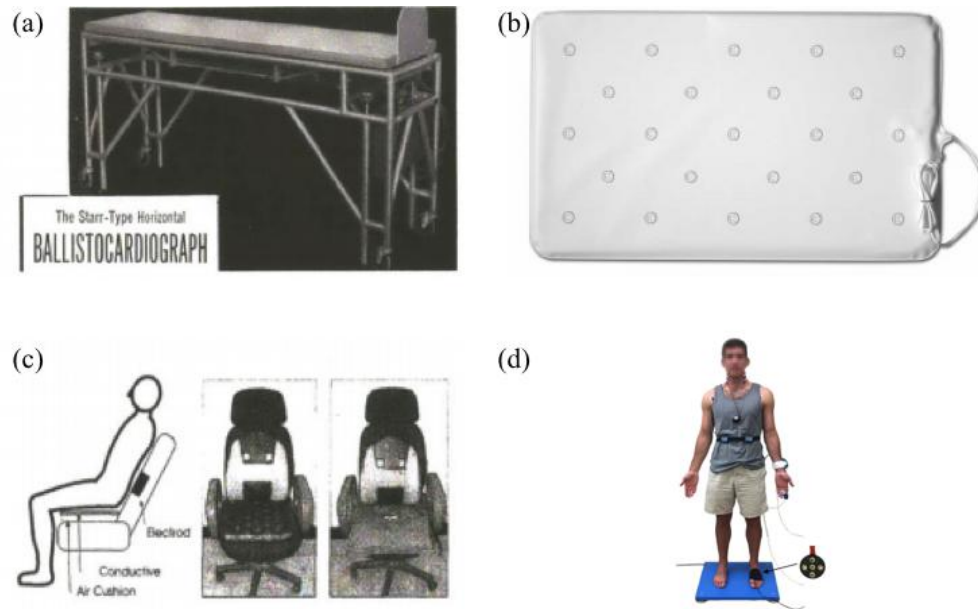 (a)
The Starr-Type Horizontal
BALLISTOCARDIOGRAPH
(b)
(c)
Electrod
Conductive
Air Cushion
(d)